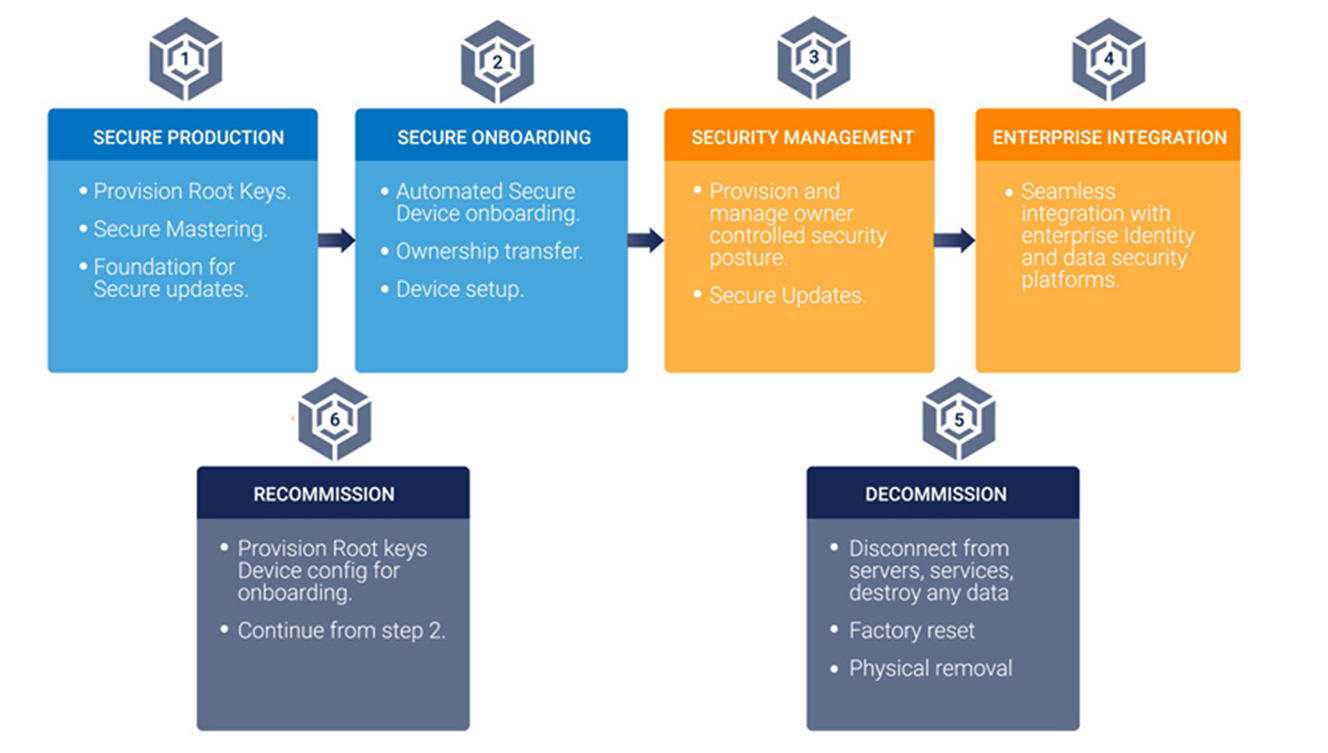 1
SECURE PRODUCTION
• Provision Root Keys.
• Secure Mastering.
• Foundation for
Secure updates.
2
SECURE ONBOARDING
• Automated Secure
Device onboarding.
• Ownership transfer.
• Device setup.
3
SECURITY MANAGEMENT
• Provision and
manage owner
controlled security
posture.
• Secure Updates.
4
ENTERPRISE INTEGRATION
• Seamless
integration with
enterprise Identity
and data security
platforms.
6
RECOMMISSION
• Provision Root keys
Device config for
onboarding.
• Continue from step 2.
5
DECOMMISSION
• Disconnect from
servers, services,
destroy any data
• Factory reset
• Physical removal